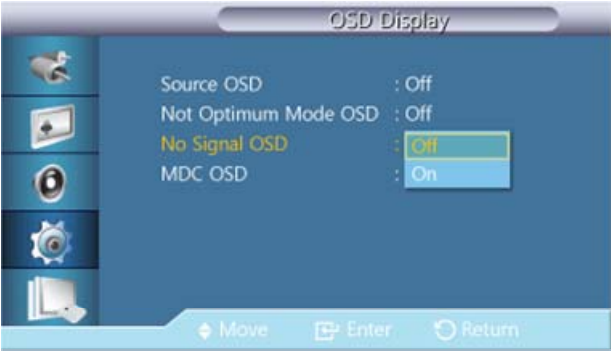 OSD Display
Source OSD : Off
Not Optimum Mode OSD : Off
No Signal OSD : Off
MDC OSD : On
Move Enter Return